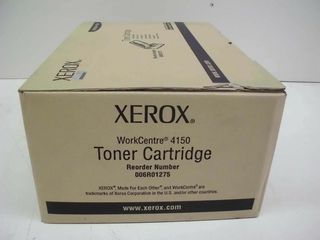 XEROX
XEROX®
WorkCentre® 4150
Toner Cartridge
Reorder Number
006R01275
XEROX®, Made For Each Other®, and WorkCentre® are
trademarks of Xerox Corporation in the U.S. and/or other countries.
www.xerox.com